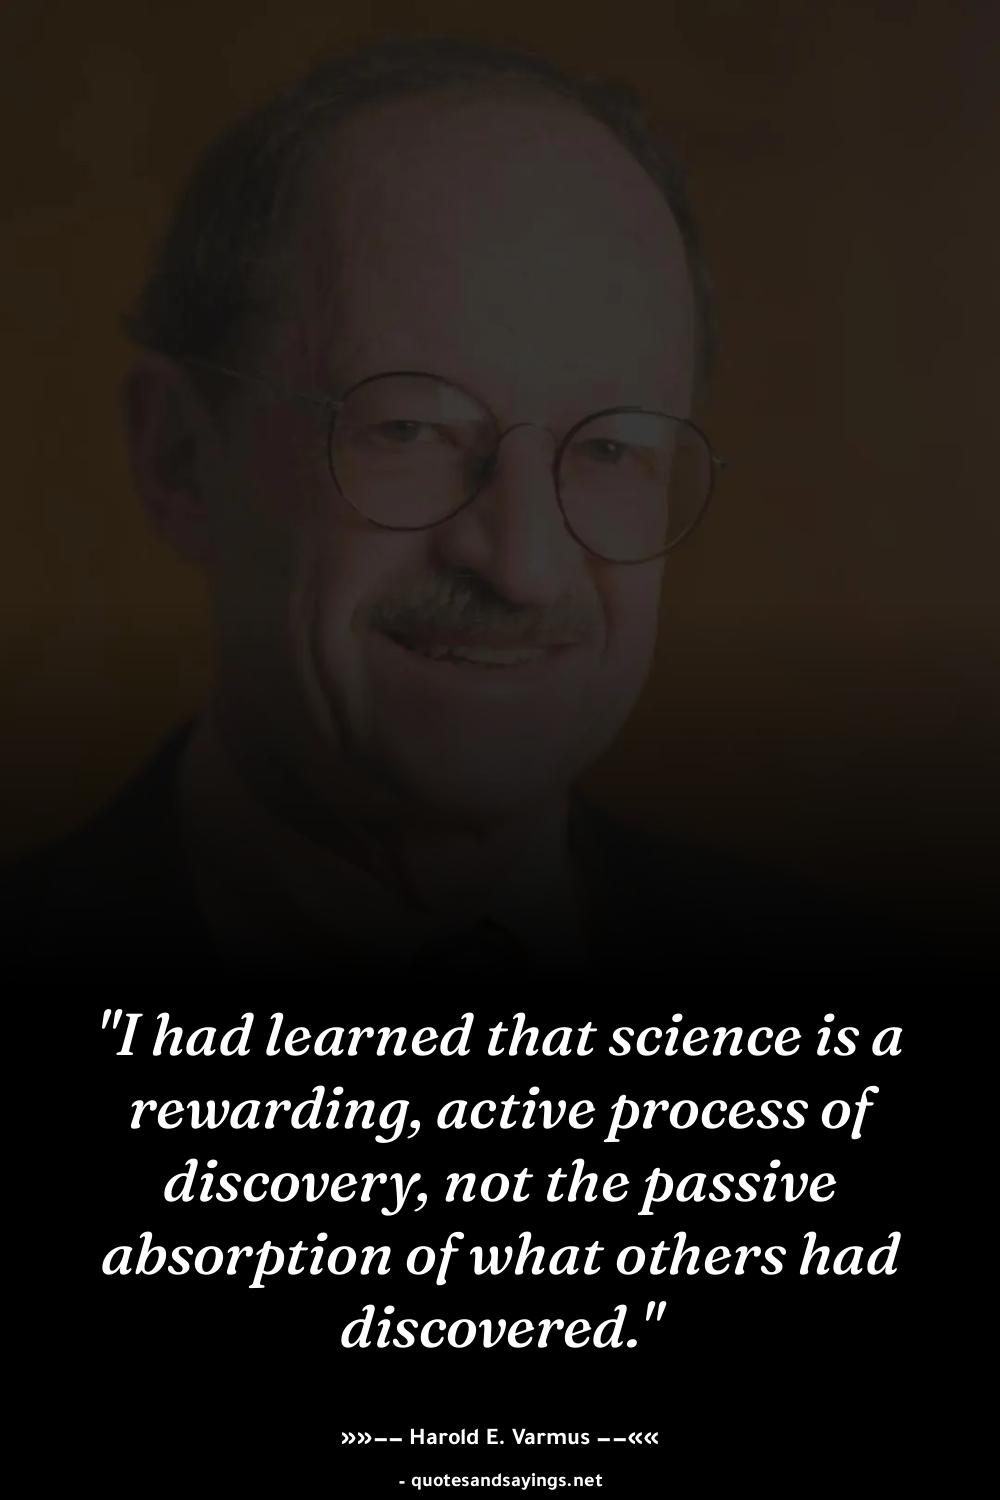 "I had learned that science is a
rewarding, active process of
discovery, not the passive
absorption of what others had
discovered."
»»−− Harold E. Varmus −−««
- quotesandsayings.net